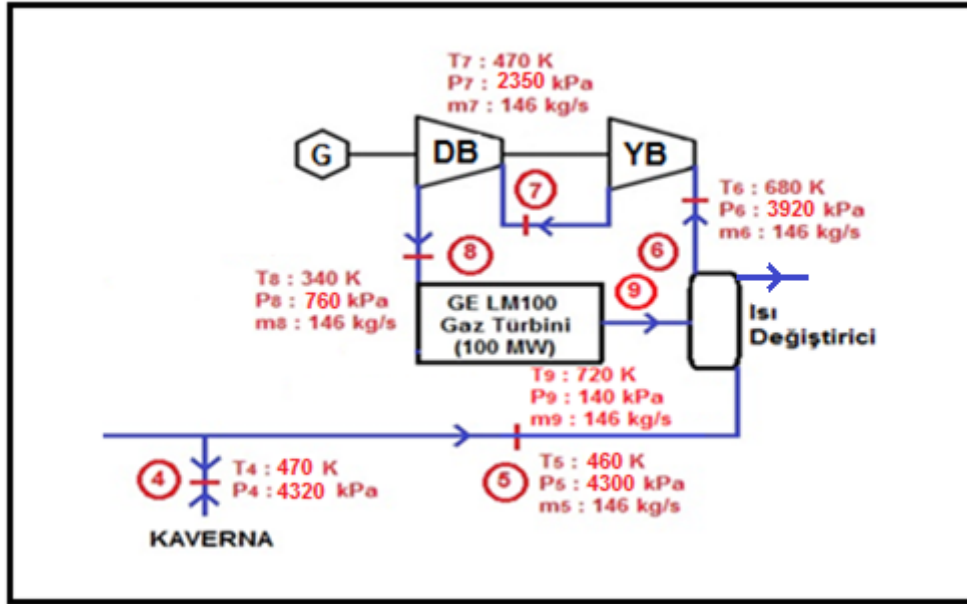 T7 : 470 K
P7 : 2350 kPa
m7 : 146 kg/s
G
DB
YB
7
T6 : 680 K
P6 : 3920 kPa
m6 : 146 kg/s
8
6
T8 : 340 K
P8 : 760 kPa
m8 : 146 kg/s
GE LM100
Gaz Türbini
(100 MW)
9
Isı
Değiştirici
T9 : 720 K
P9 : 140 kPa
m9 : 146 kg/s
4
T4 : 470 K
P4 : 4320 kPa
5
T5 : 460 K
P5 : 4300 kPa
m5 : 146 kg/s
KAVERNA